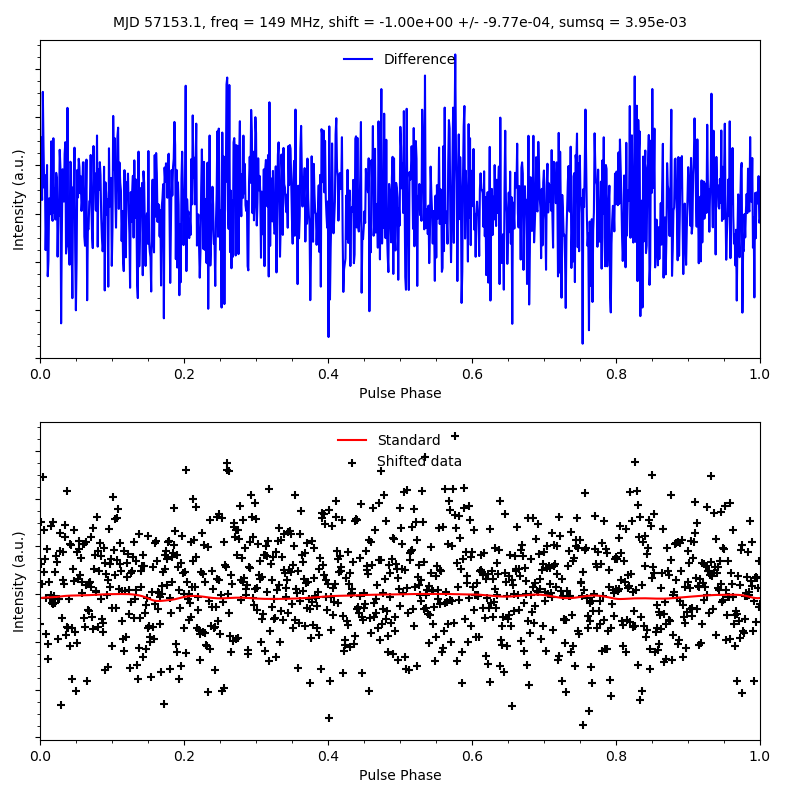 MJD 57153.1, freq = 149 MHz, shift = -1.00e+00 +/- -9.77e-04, sumsq = 3.95e-03
Difference
Intensity (a.u.)
0.0 0.2 0.4 0.6 0.8 1.0
Pulse Phase
Standard
Shifted data
Intensity (a.u.)
0.0 0.2 0.4 0.6 0.8 1.0
Pulse Phase